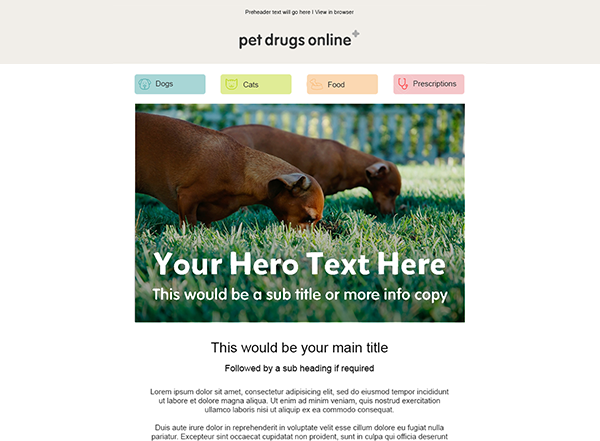 Preheader text will go here I View in browser
pet drugs online
Dogs
Cats
Food
Prescriptions
Your Hero Text Here
This would be a sub title or more info copy
This would be your main title
Followed by a sub heading if required
Lorem ipsum dolor sit amet, consectetur adipisicing elit, sed do eiusmod tempor incididunt
ut labore et dolore magna aliqua. Ut enim ad minim veniam, quis nostrud exercitation
ullamco laboris nisi ut aliquip ex ea commodo consequat.
Duis aute irure dolor in reprehenderit in voluptate velit esse cillum dolore eu fugiat nulla
pariatur. Excepteur sint occaecat cupidatat non proident, sunt in culpa qui officia deserunt